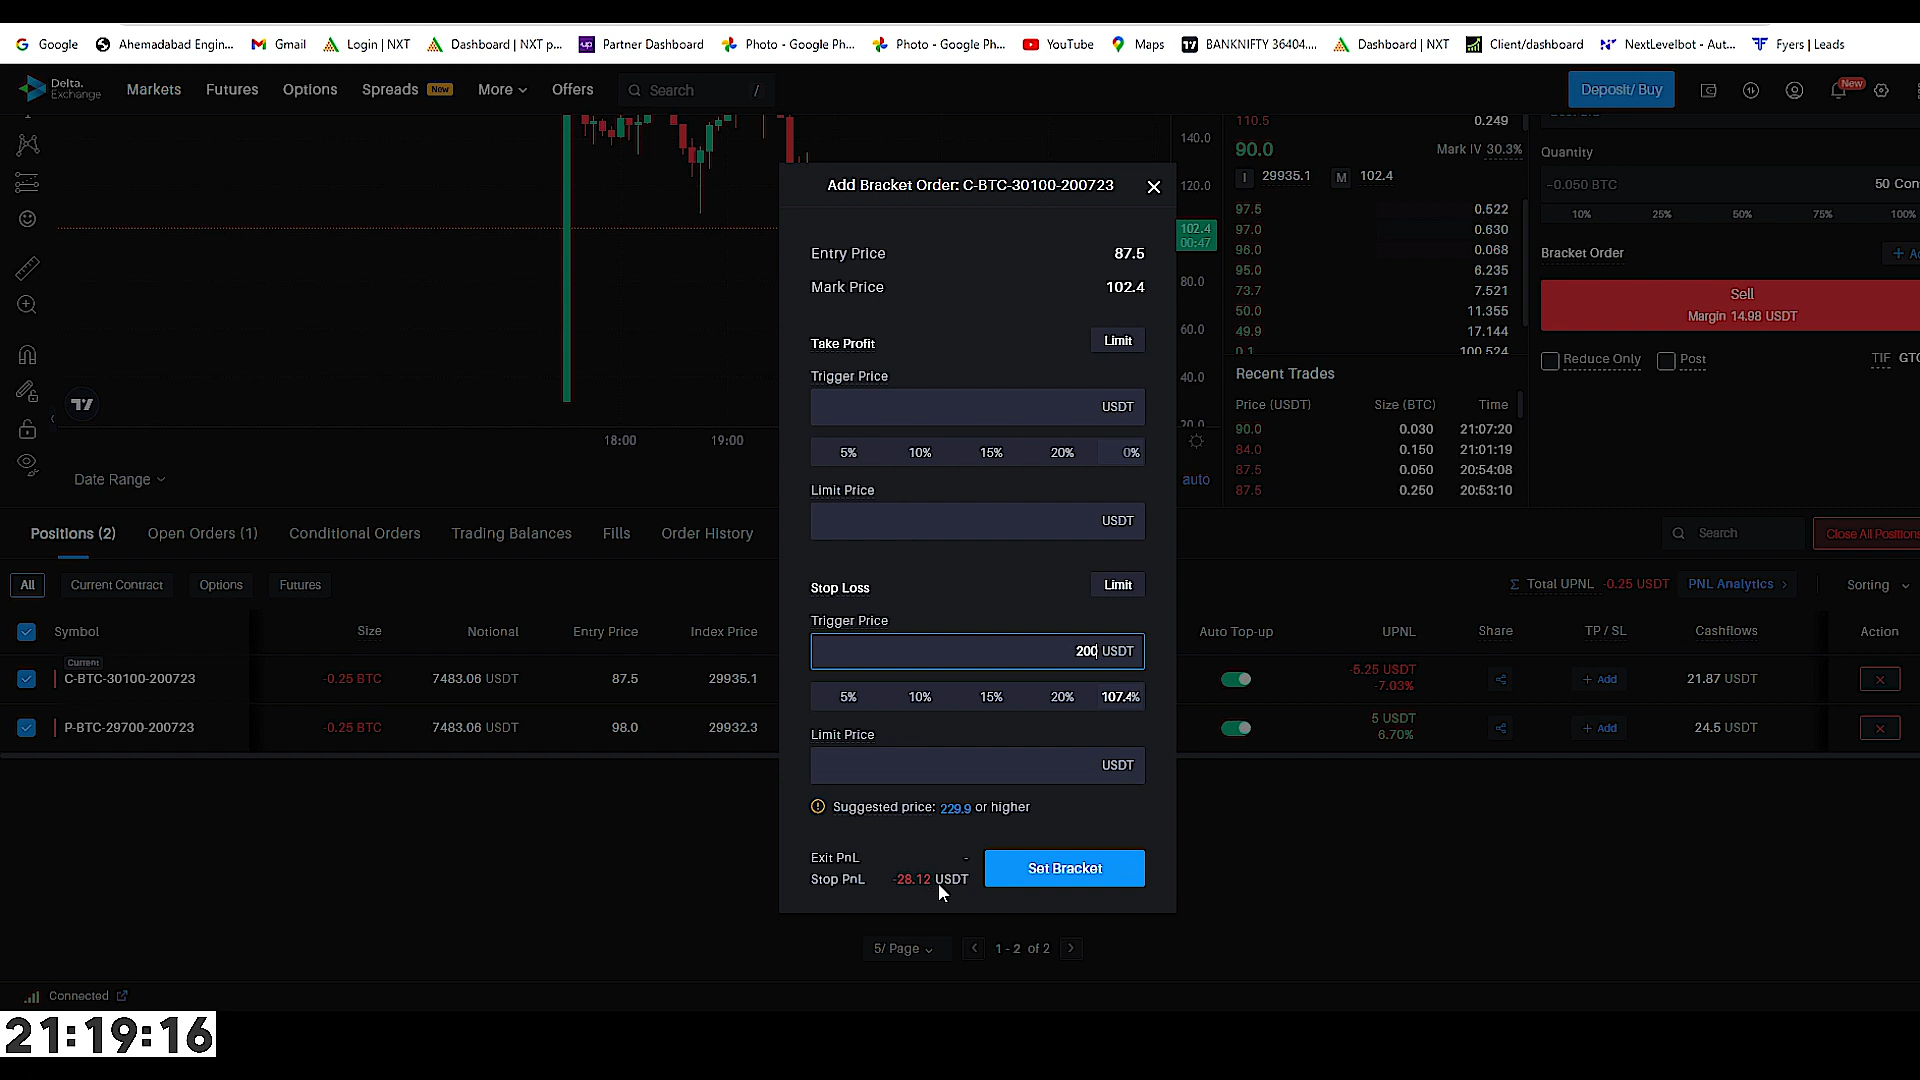 Google
Ahemadabad Engin...
Gmail
Login | NXT
Dashboard | NXT p...
Partner Dashboard
Photo - Google Ph...
Photo - Google Ph...
YouTube
Maps
BANKNIFTY 36404....
Dashboard | NXT
Client/dashboard
NextLevelbot - Aut...
Fyers | Leads
Delta Exchange
Markets
Futures
Options
Spreads New
More
Offers
Search /
Deposit/ Buy
New
140.0
120.0
102.4
00:47
80.0
60.0
40.0
20.0
auto
18:00
19:00
Date Range
110.5 0.249
90.0 Mark IV 30.3%
I 29935.1 M 102.4
97.5 0.522
97.0 0.630
96.0 0.068
95.0 6.235
73.7 7.521
50.0 11.355
49.9 17.144
0.1 100.524
Recent Trades
Price (USDT) Size (BTC) Time
90.0 0.030 21:07:20
84.0 0.150 21:01:19
87.5 0.050 20:54:08
87.5 0.250 20:53:10
Quantity
~0.050 BTC 50 Con
10% 25% 50% 75% 100%
Bracket Order
Sell
Margin 14.98 USDT
Reduce Only Post TIF GTC
Add Bracket Order: C-BTC-30100-200723
Entry Price 87.5
Mark Price 102.4
Take Profit Limit
Trigger Price
USDT
5% 10% 15% 20% 0%
Limit Price
USDT
Stop Loss Limit
Trigger Price
200 USDT
5% 10% 15% 20% 107.4%
Limit Price
USDT
Suggested price: 229.9 or higher
Exit PnL -
Stop PnL -28.12 USDT
Set Bracket
Positions (2) Open Orders (1) Conditional Orders Trading Balances Fills Order History
Search Close All Positions
All Current Contract Options Futures
Σ Total UPNL -0.25 USDT PNL Analytics > Sorting
Symbol Size Notional Entry Price Index Price Auto Top-up UPNL Share TP / SL Cashflows Action
Current
C-BTC-30100-200723 -0.25 BTC 7483.06 USDT 87.5 29935.1 -5.25 USDT + Add 21.87 USDT
-7.03%
P-BTC-29700-200723 -0.25 BTC 7483.06 USDT 98.0 29932.3 5 USDT + Add 24.5 USDT
6.70%
5/ Page < 1 - 2 of 2 >
Connected
21:19:16